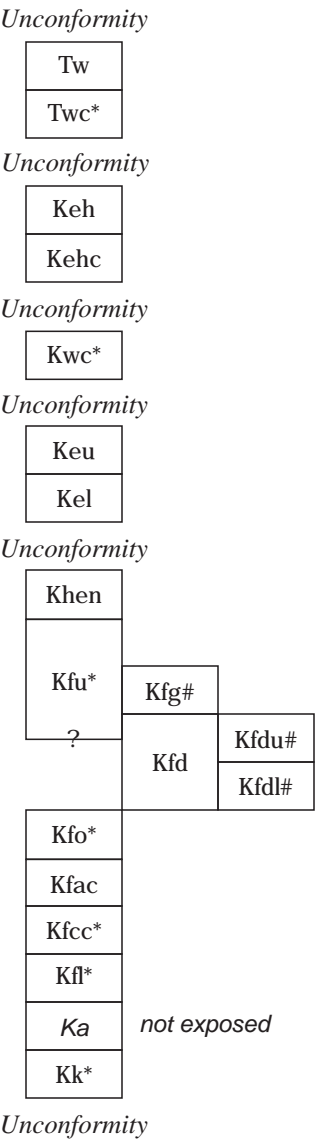 Unconformity
Tw
Twc*
Unconformity
Keh
Kehc
Unconformity
Kwc*
Unconformity
Keu
Kel
Unconformity
Khen
Kfu*
Kfg#
?
Kfd
Kfdu#
Kfdl#
Kfo*
Kfac
Kfcc*
Kfl*
Ka not exposed
Kk*
Unconformity